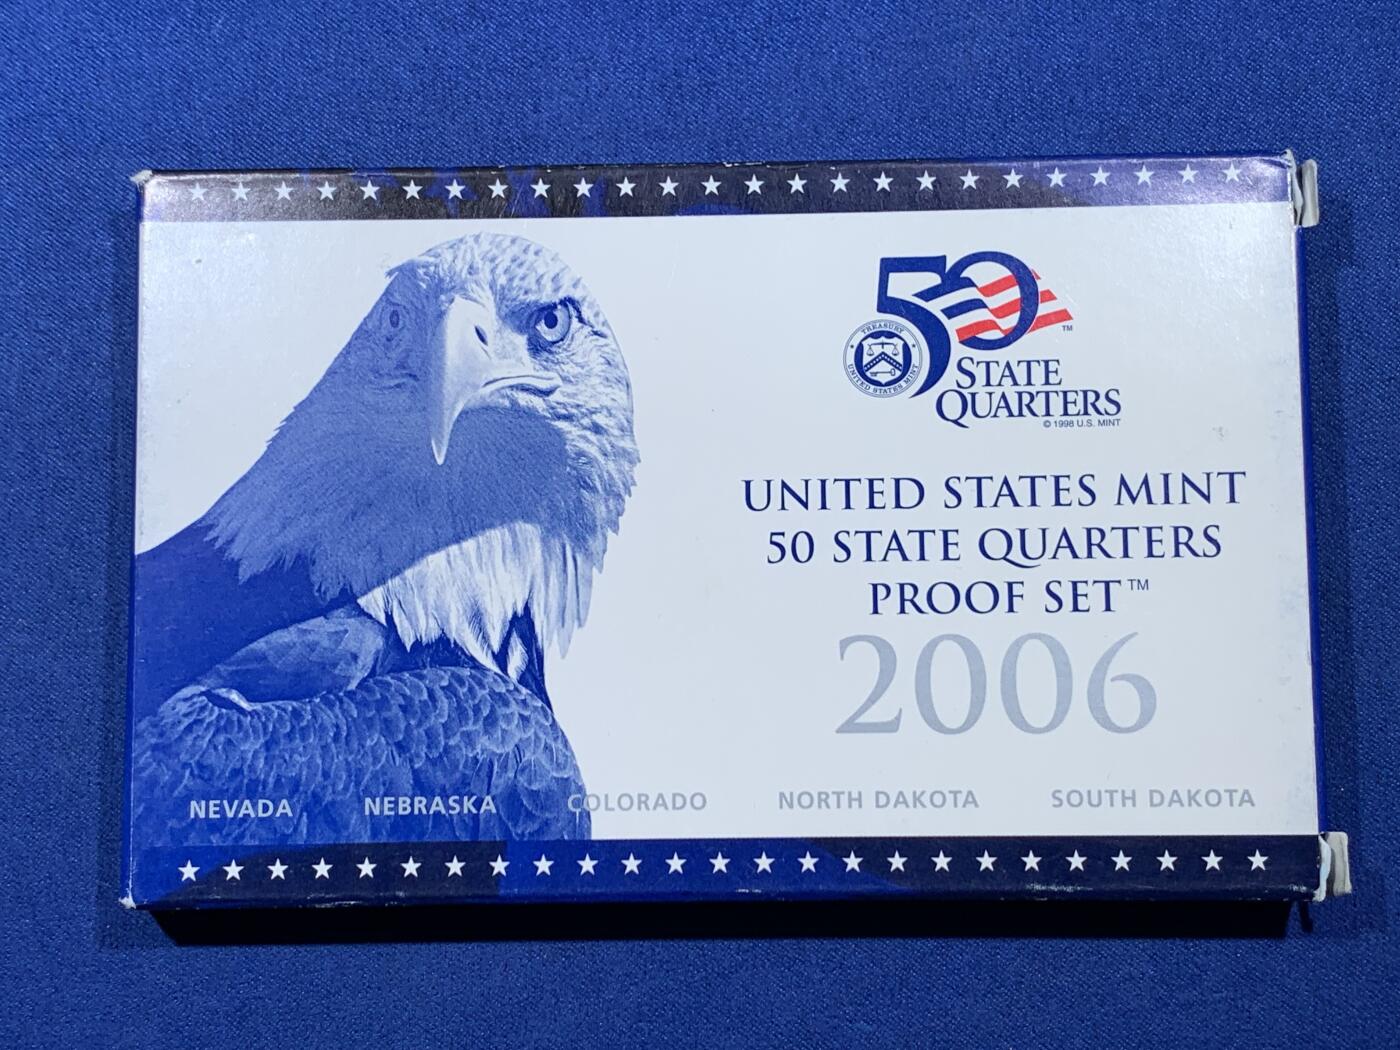 50
TM
TREASURY
UNITED STATES MINT
STATE
QUARTERS
© 1998 U.S. MINT
UNITED STATES MINT
50 STATE QUARTERS
PROOF SET™
2006
NEVADA NEBRASKA COLORADO NORTH DAKOTA SOUTH DAKOTA